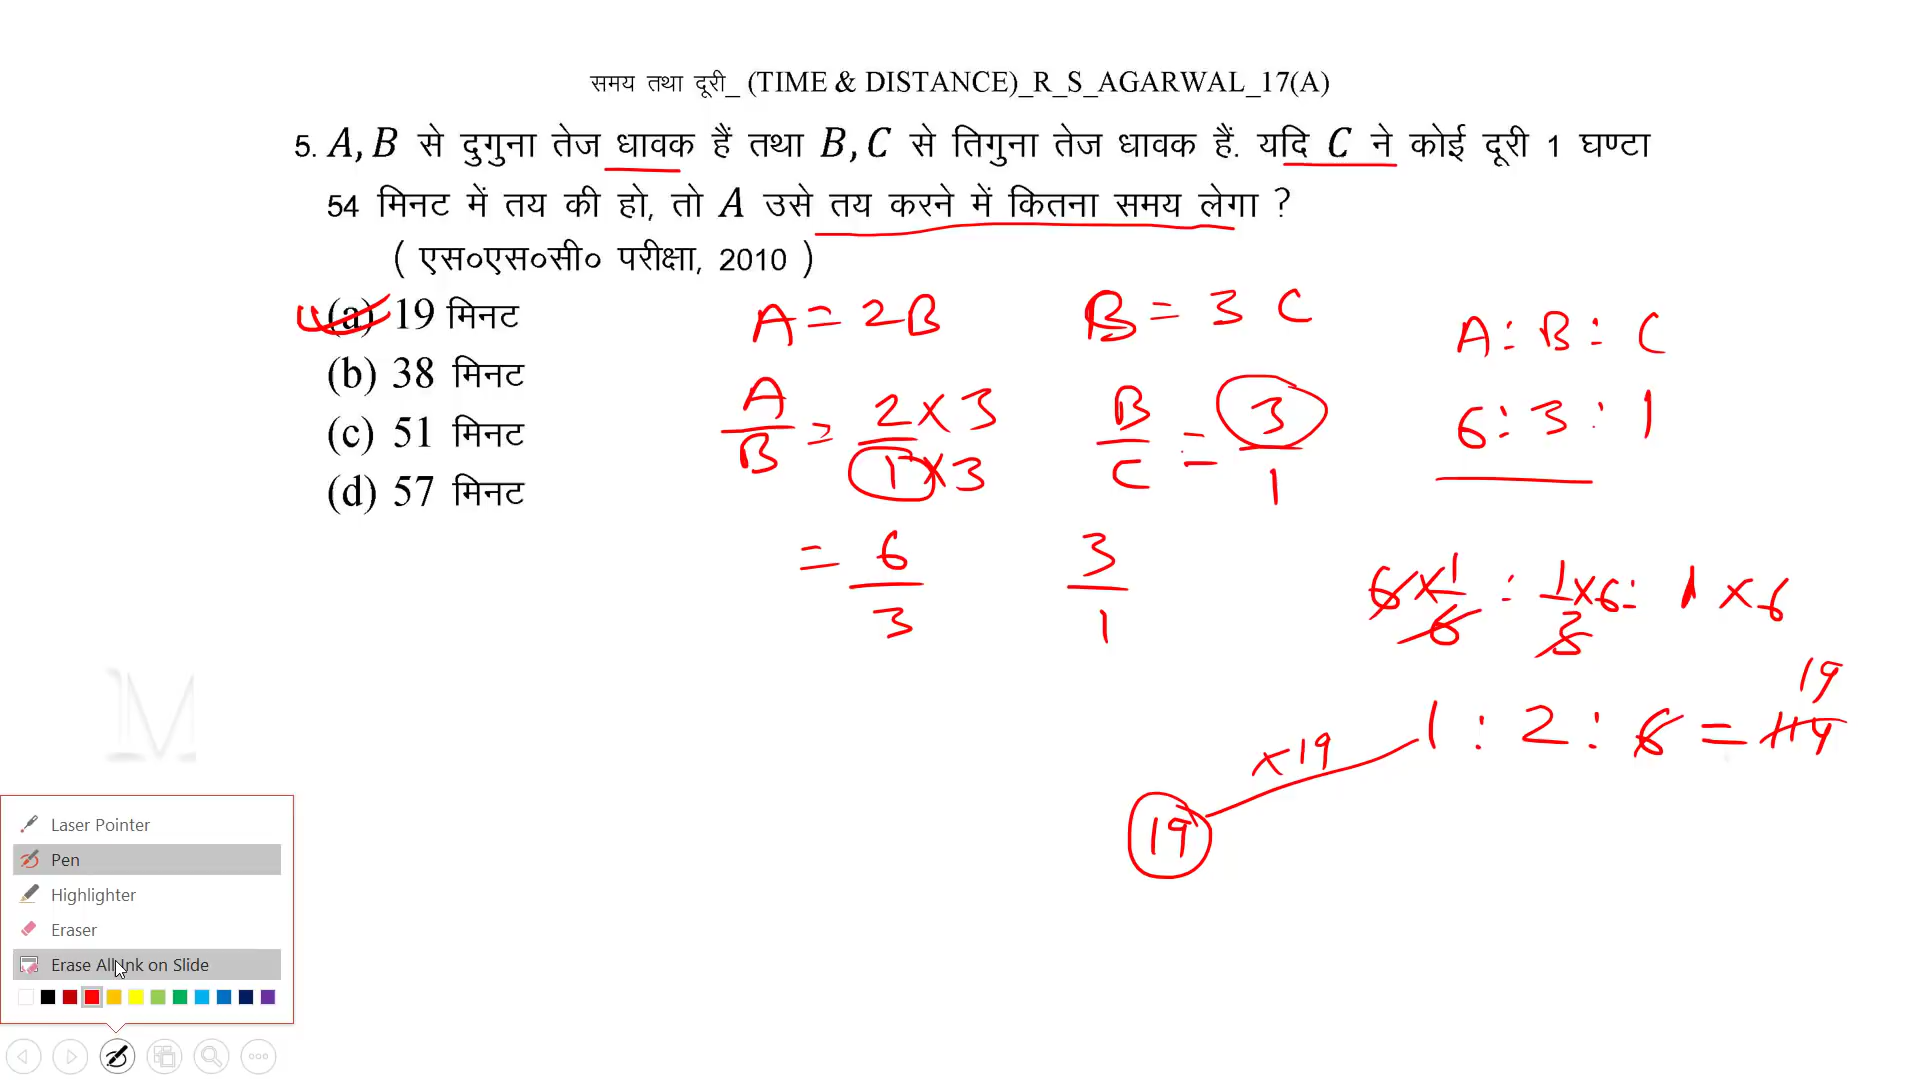 समय तथा दूरी_ (TIME & DISTANCE)_R_S_AGARWAL_17(A)
5. A, B से दुगुना तेज धावक हैं तथा B, C से तिगुना तेज धावक हैं. यदि C ने कोई दूरी 1 घण्टा
54 मिनट में तय की हो, तो A उसे तय करने में कितना समय लेगा ?
( एस०एस०सी० परीक्षा, 2010 )
(a) 19 मिनट
(b) 38 मिनट
(c) 51 मिनट
(d) 57 मिनट
A = 2B
B = 3 C
A : B : C
A/B = 2 × 3 / 1 × 3
B/C = 3/1
6 : 3 : 1
= 6/3
3/1
6 × 1/6 : 1/3 × 6 : 1 × 6
19
1 : 2 : 6 = 114
×19
19
M
Laser Pointer
Pen
Highlighter
Eraser
Erase All Ink on Slide